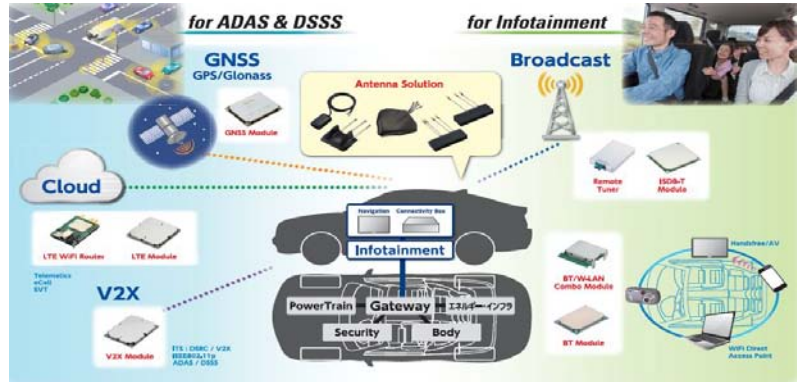 for ADAS & DSSS
for Infotainment
GNSS
GPS/Glonass
GNSS Module
Antenna Solution
Broadcast
Remote
Tuner
ISDB-T
Module
Cloud
LTE WiFi Router
LTE Module
Telematics
eCall
SVT
Navigation
Connectivity Box
Infotainment
PowerTrain
Gateway
エネルギー・インフラ
Security
Body
V2X
V2X Module
ITS : DSRC / V2X
IEEE802.11p
ADAS / DSSS
BT/W-LAN
Combo Module
BT Module
Handsfree/AV
WiFi Direct
Access Point